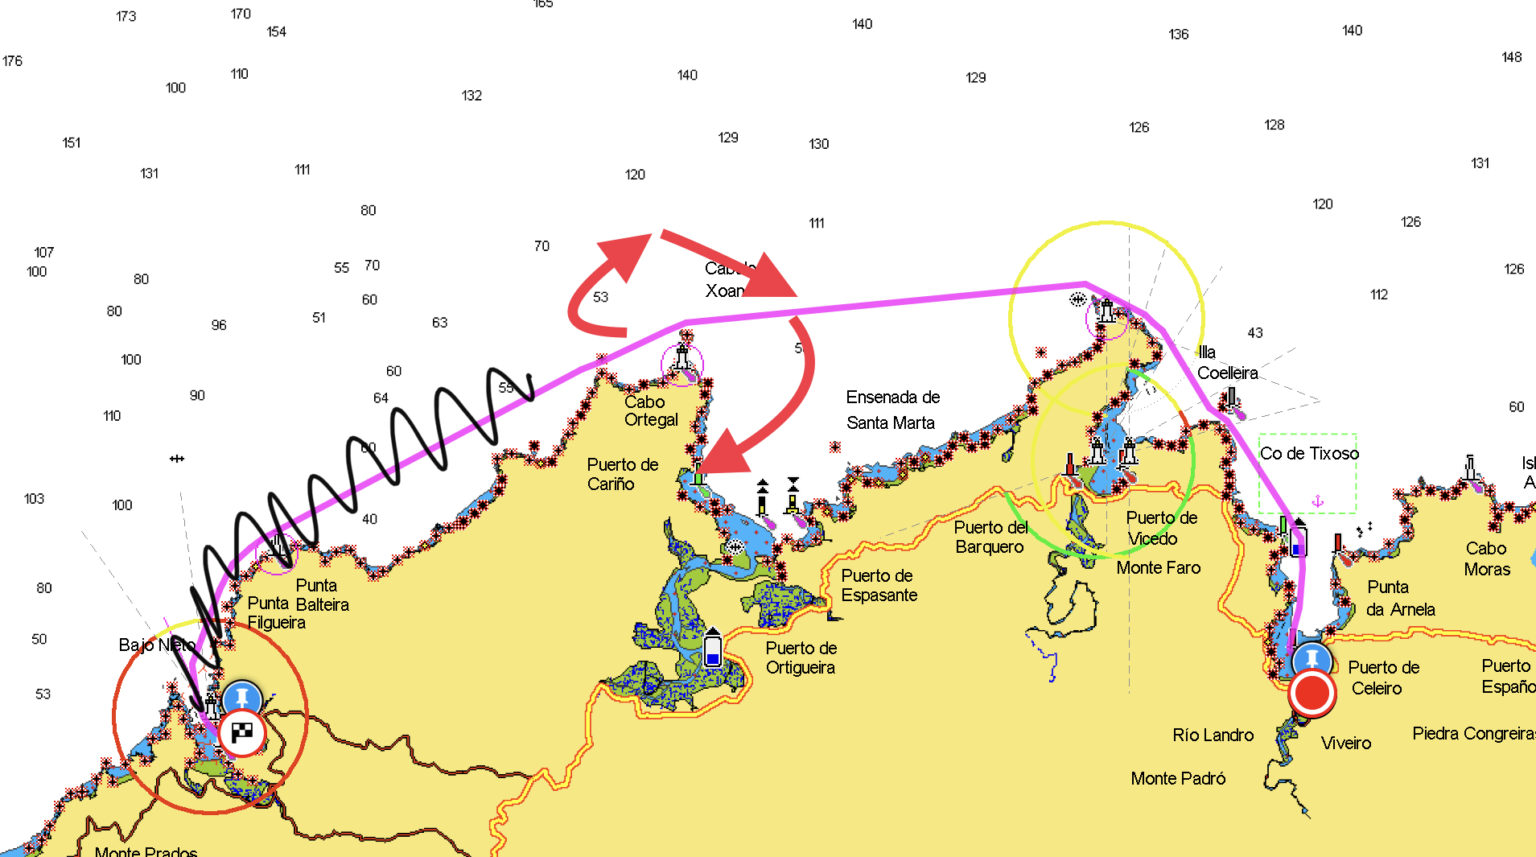 165
173
170
154
140
136
140
176
148
110
140
129
100
132
151
129
130
126
128
131
131
111
120
80
120
126
111
107
100
70
55
70
80
126
Cabalo
Xoan
53
112
60
80
96
51
63
43
100
Illa
Coelleira
60
55
90
64
Cabo
Ortegal
Ensenada de
Santa Marta
60
110
Co de Tixoso
Puerto de
Cariño
103
100
40
Puerto del
Barquero
Puerto de
Vicedo
Cabo
Moras
Monte Faro
80
Punta
Balteira
Punta
Filgueira
Puerto de
Espasante
Punta
da Arnela
50
Bajo Nieto
Puerto de
Ortigueira
Puerto de
Celeiro
Puerto
Españo
53
Río Landro
Viveiro
Piedra Congreiras
Monte Padró
Monte Prados